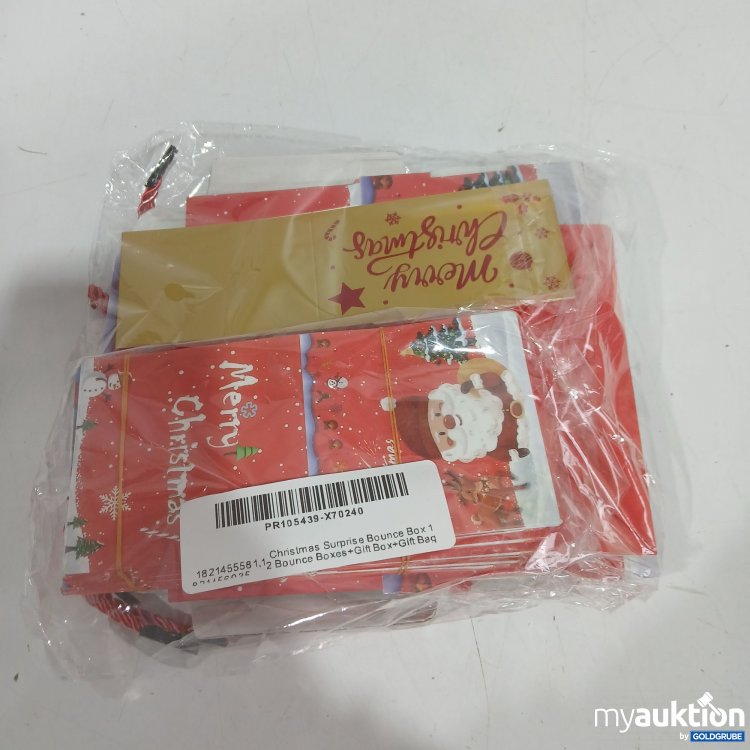 Merry
Christmas
Merry
Christmas
PR105439-X70240
Christmas Surprise Bounce Box 1
1821455581,12 Bounce Boxes+Gift Box+Gift Bag
myauktion
by GOLDGRUBE